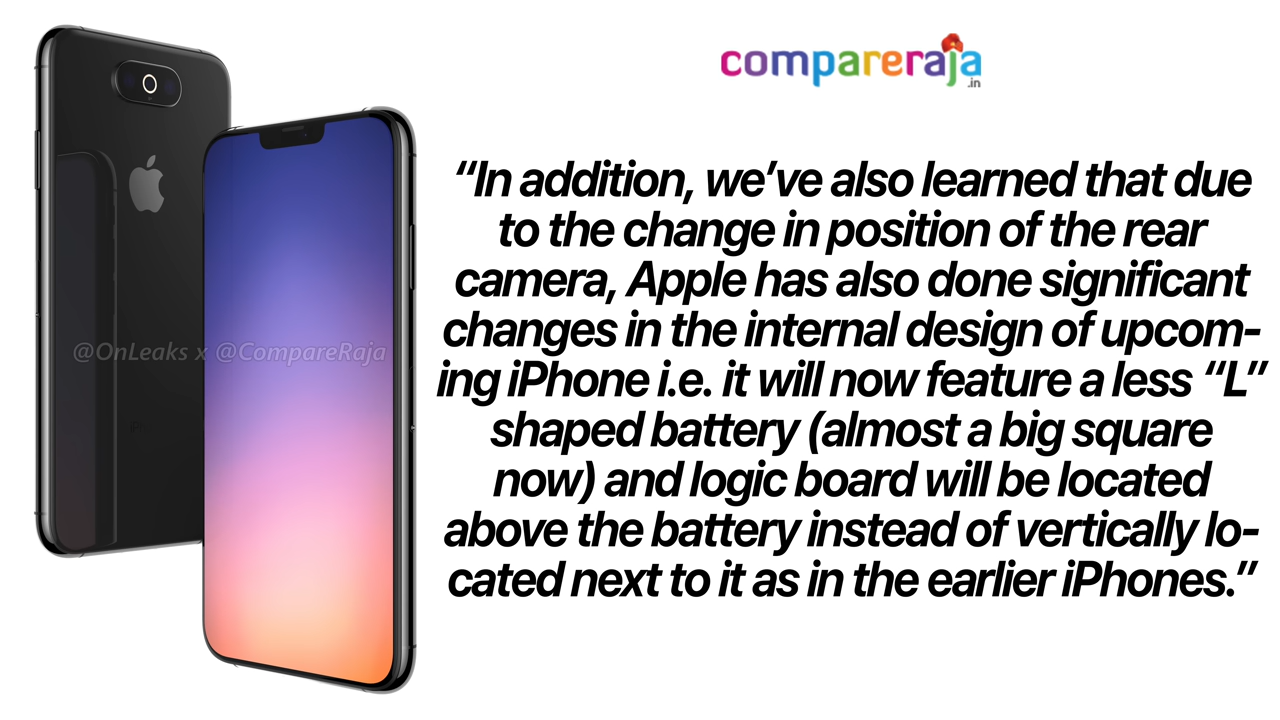 compareraja
.in
“In addition, we’ve also learned that due
to the change in position of the rear
camera, Apple has also done significant
changes in the internal design of upcom-
ing iPhone i.e. it will now feature a less “L”
shaped battery (almost a big square
now) and logic board will be located
above the battery instead of vertically lo-
cated next to it as in the earlier iPhones.”
@OnLeaks x @CompareRaja